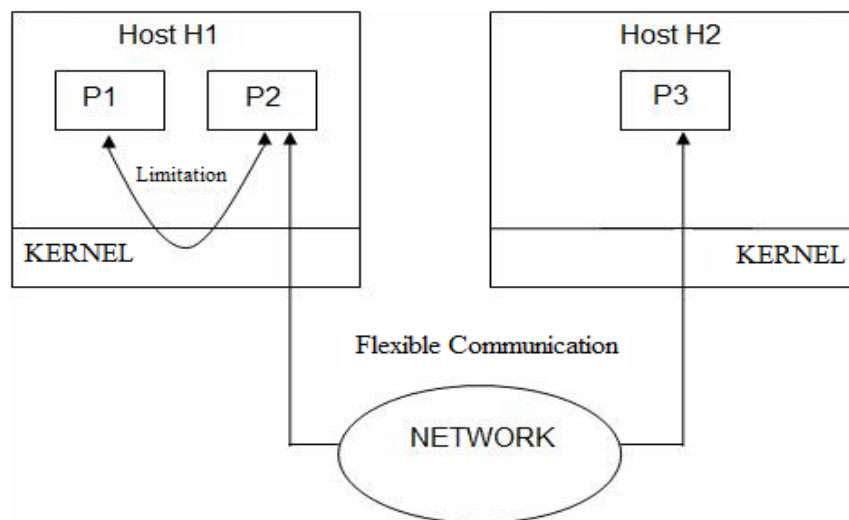 Host H1
Host H2
P1
P2
P3
Limitation
KERNEL
KERNEL
Flexible Communication
NETWORK